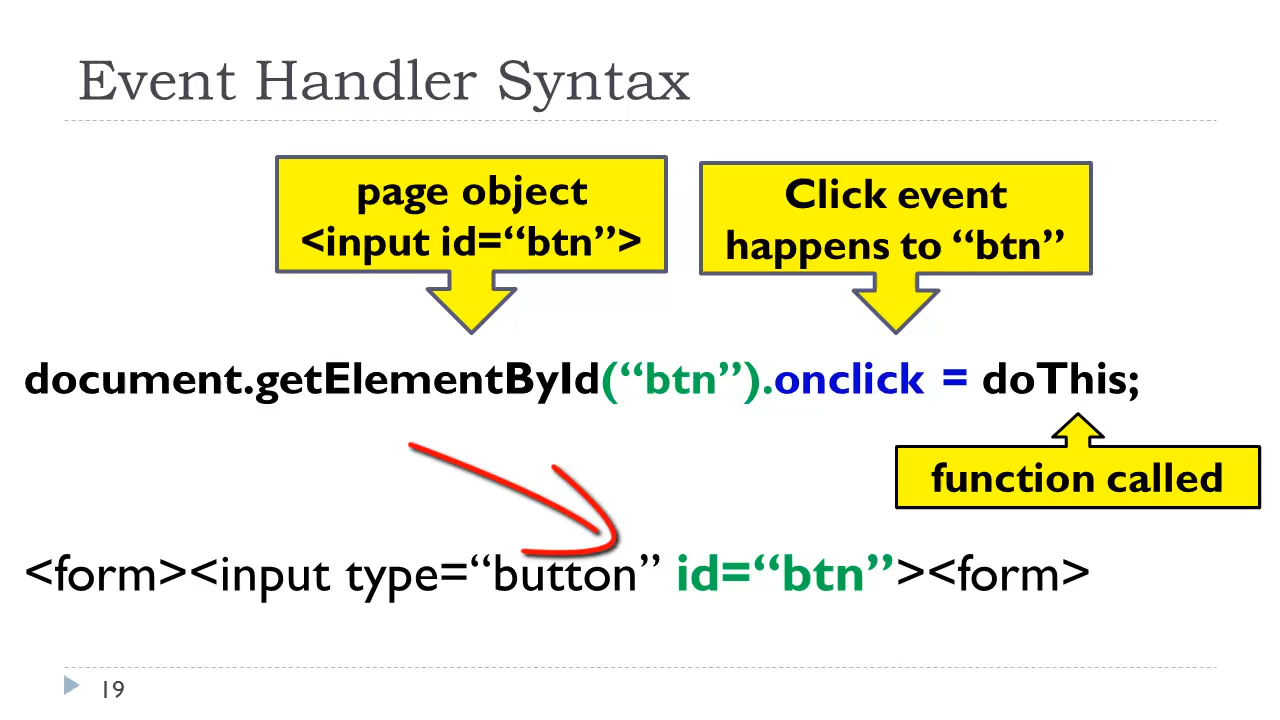 Event Handler Syntax
page object
<input id=“btn”>
Click event
happens to “btn”
document.getElementById(“btn”).onclick = doThis;
function called
<form><input type=“button” id=“btn”><form>
19